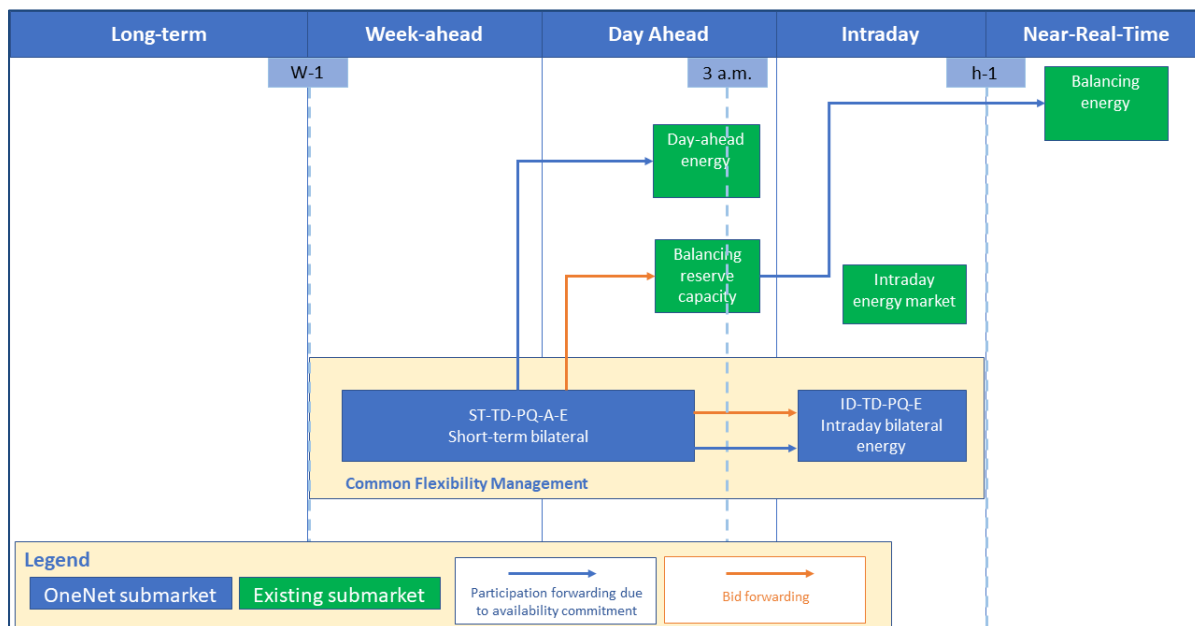 Long-term
Week-ahead
Day Ahead
Intraday
Near-Real-Time
W-1
3 a.m.
h-1
Balancing
energy
Day-ahead
energy
Balancing
reserve
capacity
Intraday
energy market
ST-TD-PQ-A-E
Short-term bilateral
ID-TD-PQ-E
Intraday bilateral
energy
Common Flexibility Management
Legend
OneNet submarket
Existing submarket
Participation forwarding due
to availability commitment
Bid forwarding